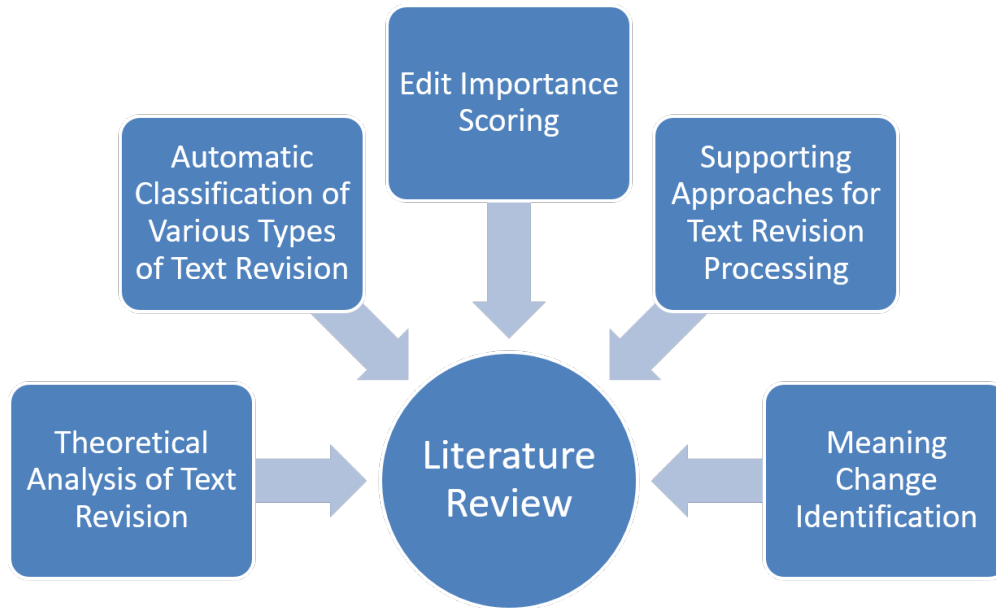 Edit Importance
Scoring
Automatic
Classification of
Various Types
of Text Revision
Supporting
Approaches for
Text Revision
Processing
Theoretical
Analysis of Text
Revision
Literature
Review
Meaning
Change
Identification